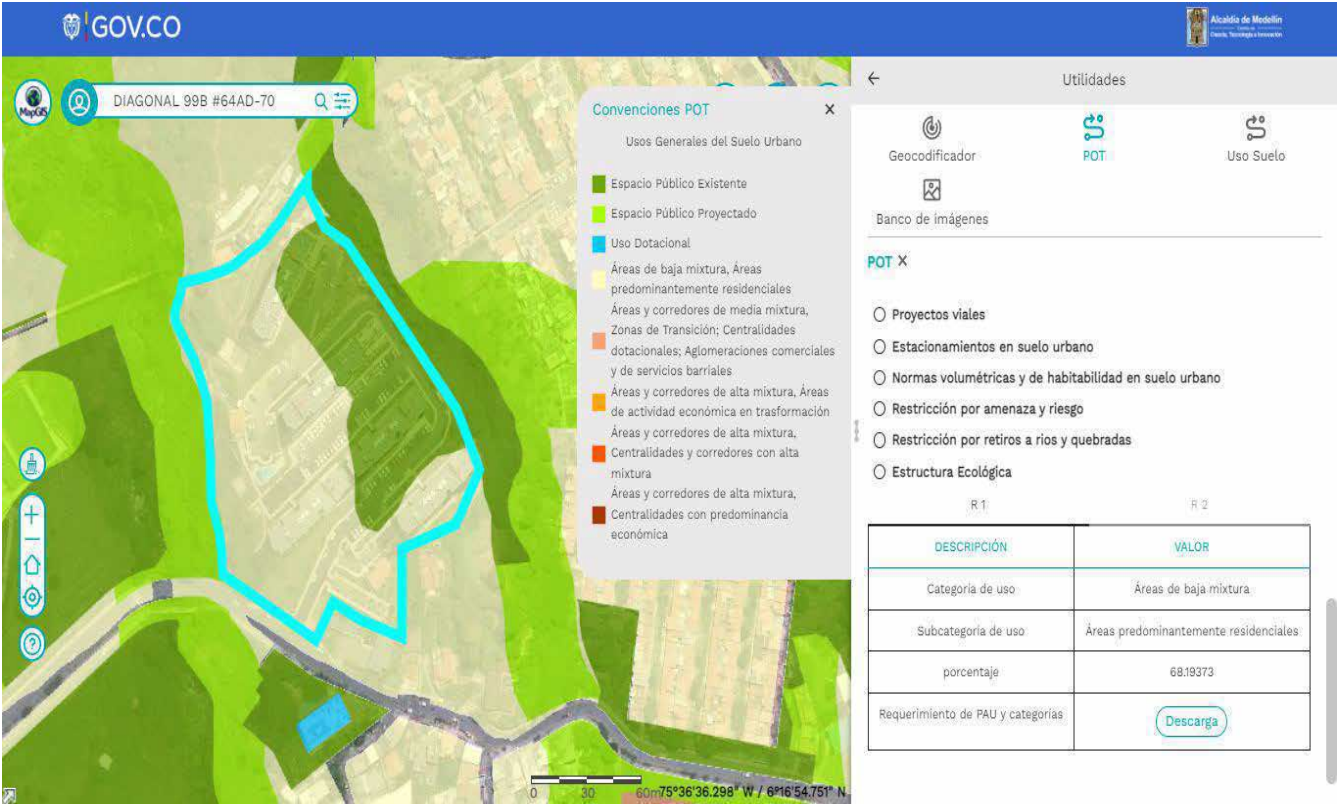 GOV.CO
Alcaldía de Medellín
Ciencia, Tecnología e Innovación
MapGIS
DIAGONAL 99B #64AD-70
Convenciones POT
Usos Generales del Suelo Urbano
Espacio Público Existente
Espacio Público Proyectado
Uso Dotacional
Áreas de baja mixtura, Áreas
predominantemente residenciales
Áreas y corredores de media mixtura,
Zonas de Transición; Centralidades
dotacionales; Aglomeraciones comerciales
y de servicios barriales
Áreas y corredores de alta mixtura, Áreas
de actividad económica en trasformación
Áreas y corredores de alta mixtura,
Centralidades y corredores con alta
mixtura
Áreas y corredores de alta mixtura,
Centralidades con predominancia
económica
0 30 60m
75°36'36.298" W / 6°16'54.751" N
Utilidades
Geocodificador
POT
Uso Suelo
Banco de imágenes
POT X
Proyectos viales
Estacionamientos en suelo urbano
Normas volumétricas y de habitabilidad en suelo urbano
Restricción por amenaza y riesgo
Restricción por retiros a rios y quebradas
Estructura Ecológica
R 1 R 2
DESCRIPCIÓN VALOR
Categoría de uso Áreas de baja mixtura
Subcategoría de uso Áreas predominantemente residenciales
porcentaje 68.19373
Requerimiento de PAU y categorías Descarga